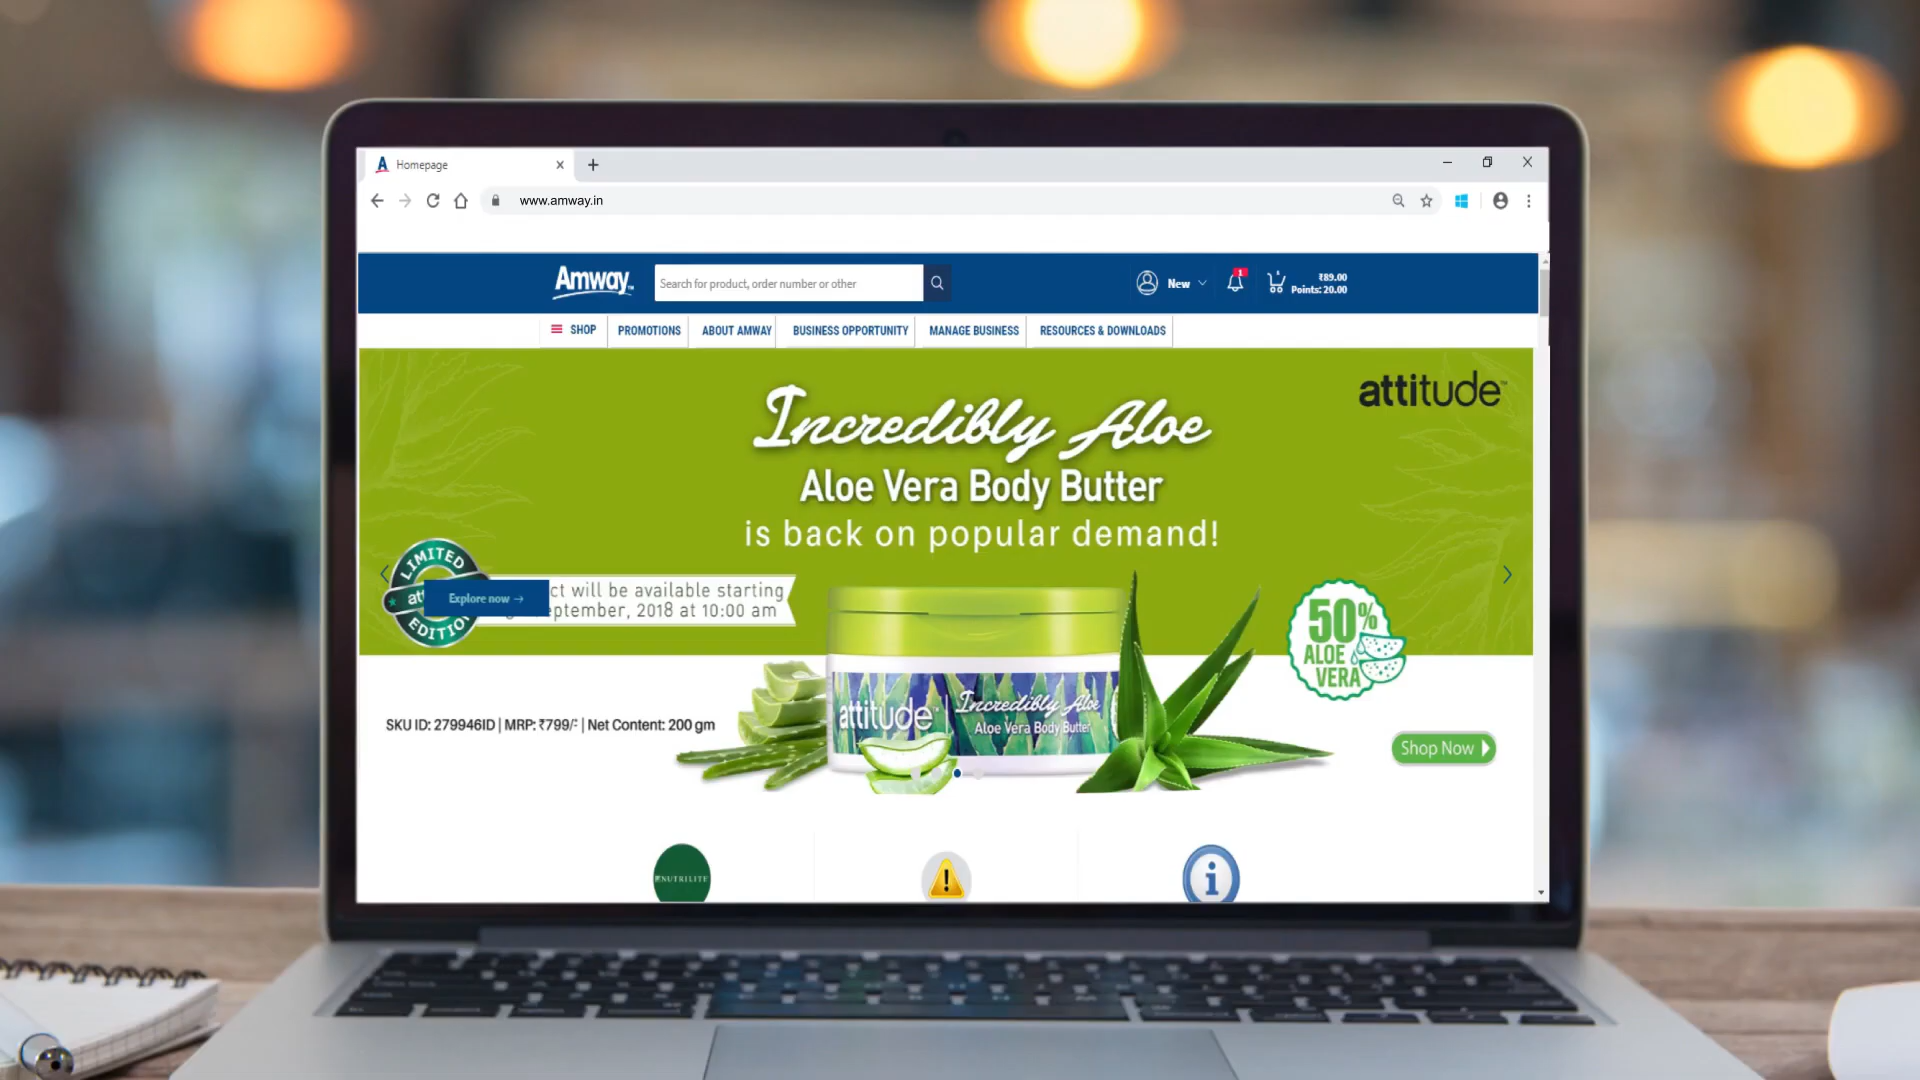 Homepage
www.amway.in
Amway
Search for product, order number or other
New
1
₹89.00
Points: 20.00
SHOP
PROMOTIONS
ABOUT AMWAY
BUSINESS OPPORTUNITY
MANAGE BUSINESS
RESOURCES & DOWNLOADS
attitude
Incredibly Aloe
Aloe Vera Body Butter
is back on popular demand!
LIMITED
EDITIO
Explore now →
ct will be available starting
eptember, 2018 at 10:00 am
50%
ALOE
VERA
attitude
Incredibly Aloe
Aloe Vera Body Butter
SKU ID: 279946ID | MRP: ₹799/- | Net Content: 200 gm
Shop Now
NUTRILITE